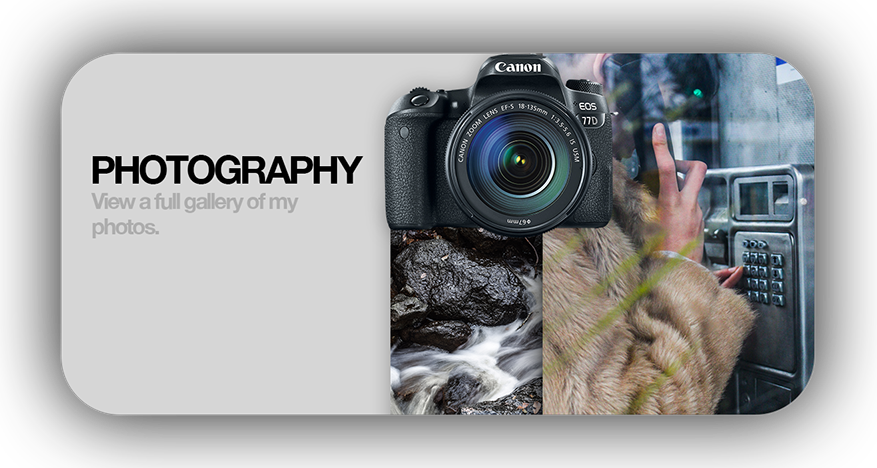 Canon
EOS
77D
CANON ZOOM LENS EF-S 18-135mm 1:3.5-5.6 IS USM
Φ67mm
PHOTOGRAPHY
View a full gallery of my
photos.